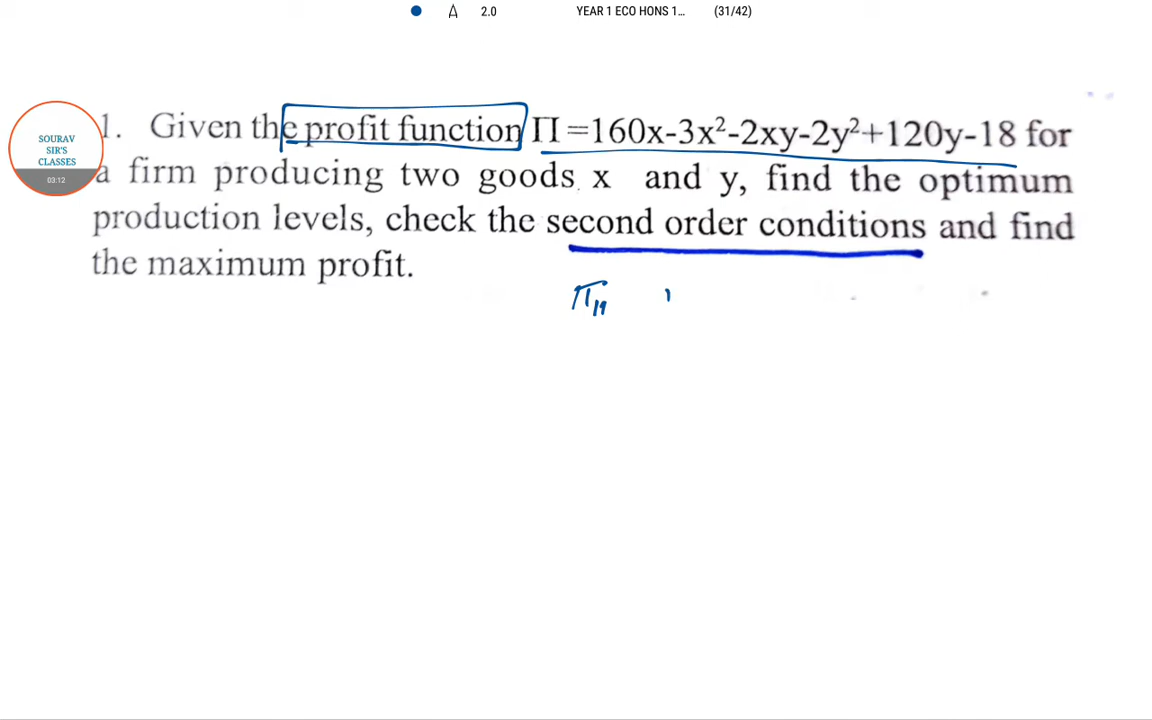 2.0 YEAR 1 ECO HONS 1... (31/42)
SOURAV
SIR'S
CLASSES
03:12
1. Given the profit function Π =160x-3x²-2xy-2y²+120y-18 for
a firm producing two goods x and y, find the optimum
production levels, check the second order conditions and find
the maximum profit.
π₁₁